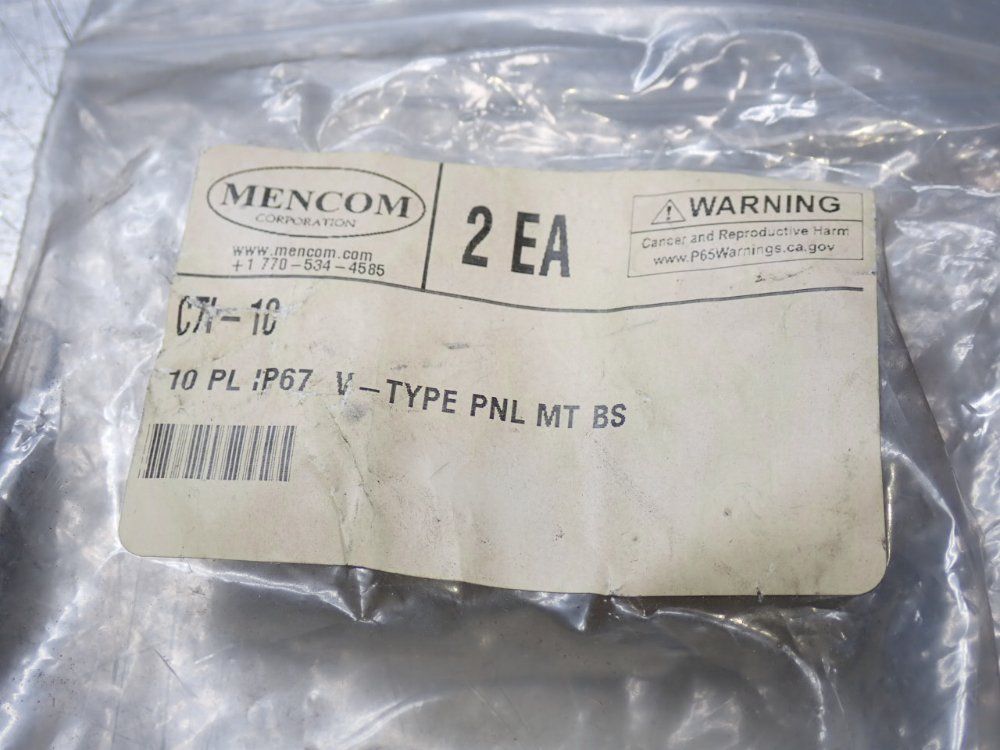 MENCOM
CORPORATION
www.mencom.com
+1 770-534-4585
2 EA
WARNING
Cancer and Reproductive Harm
www.P65Warnings.ca.gov
10 PL IP67 V-TYPE PNL MT BS